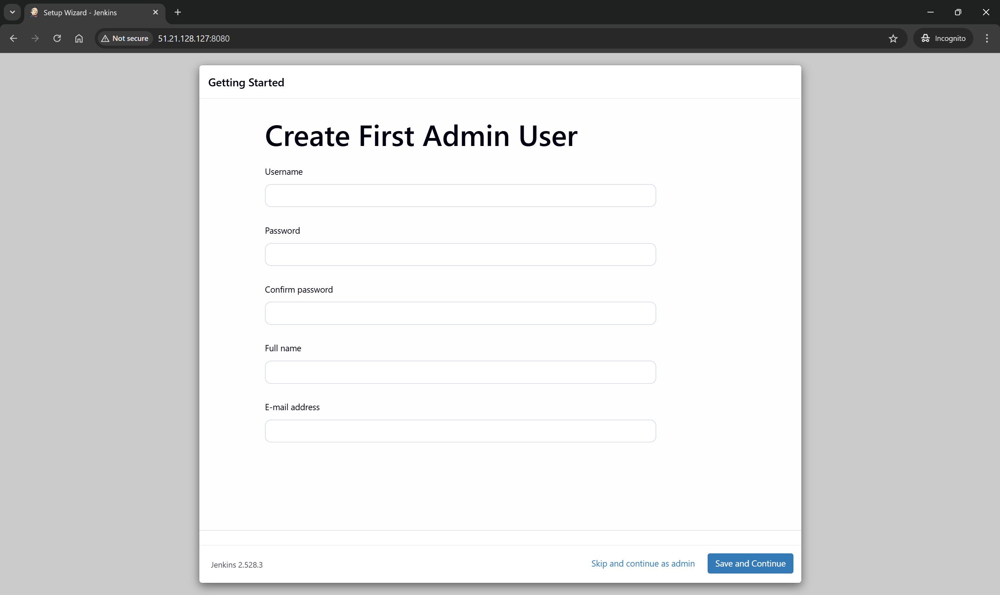 Setup Wizard - Jenkins
Not secure
51.21.128.127:8080
Incognito
Getting Started
Create First Admin User
Username
Password
Confirm password
Full name
E-mail address
Jenkins 2.528.3
Skip and continue as admin
Save and Continue